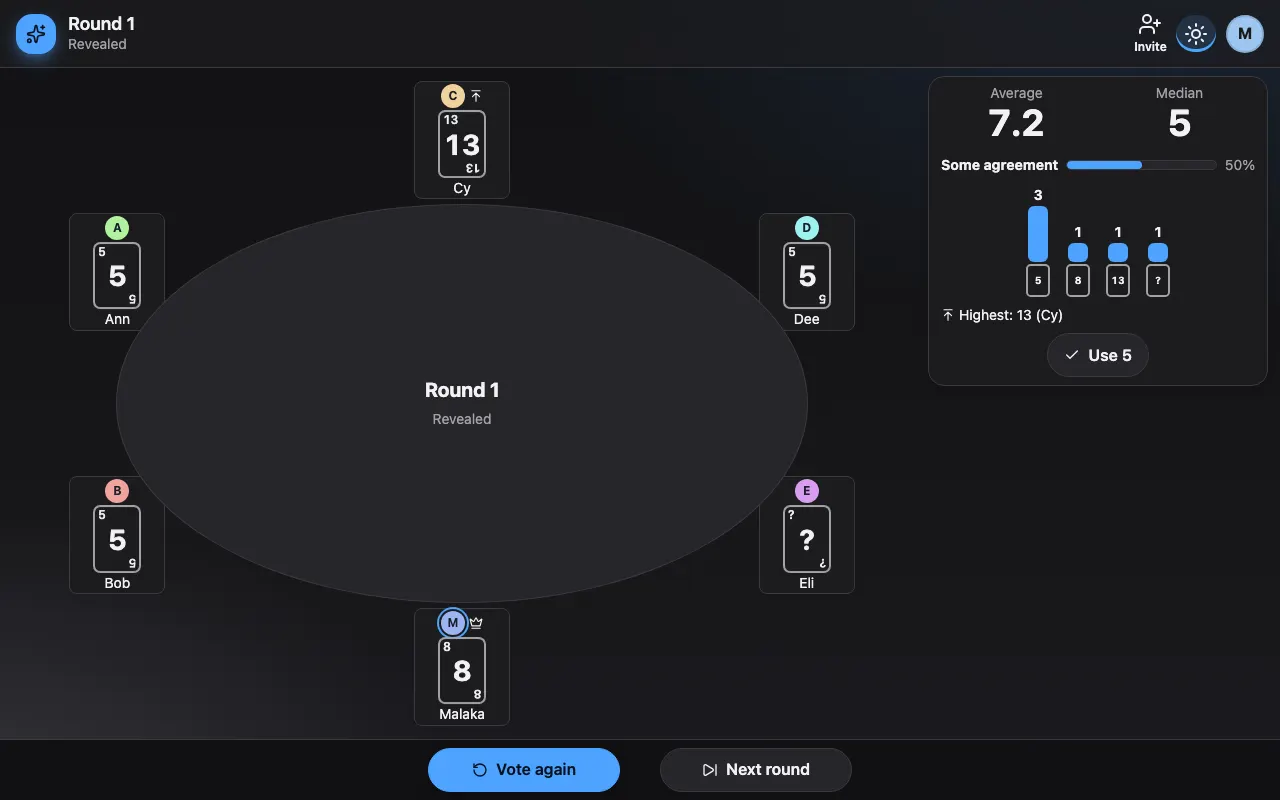 Round 1
Revealed
Invite
M
C
13
13
13
Cy
A
5
5
5
Ann
D
5
5
5
Dee
Round 1
Revealed
B
5
5
5
Bob
E
?
?
?
Eli
M
8
8
8
Malaka
Average
7.2
Median
5
Some agreement
50%
3
1
1
1
5
8
13
?
Highest: 13 (Cy)
Use 5
Vote again
Next round